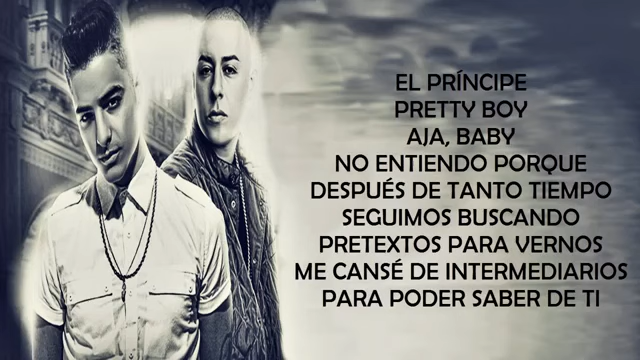 EL PRÍNCIPE
PRETTY BOY
AJA, BABY
NO ENTIENDO PORQUE
DESPUÉS DE TANTO TIEMPO
SEGUIMOS BUSCANDO
PRETEXTOS PARA VERNOS
ME CANSÉ DE INTERMEDIARIOS
PARA PODER SABER DE TI